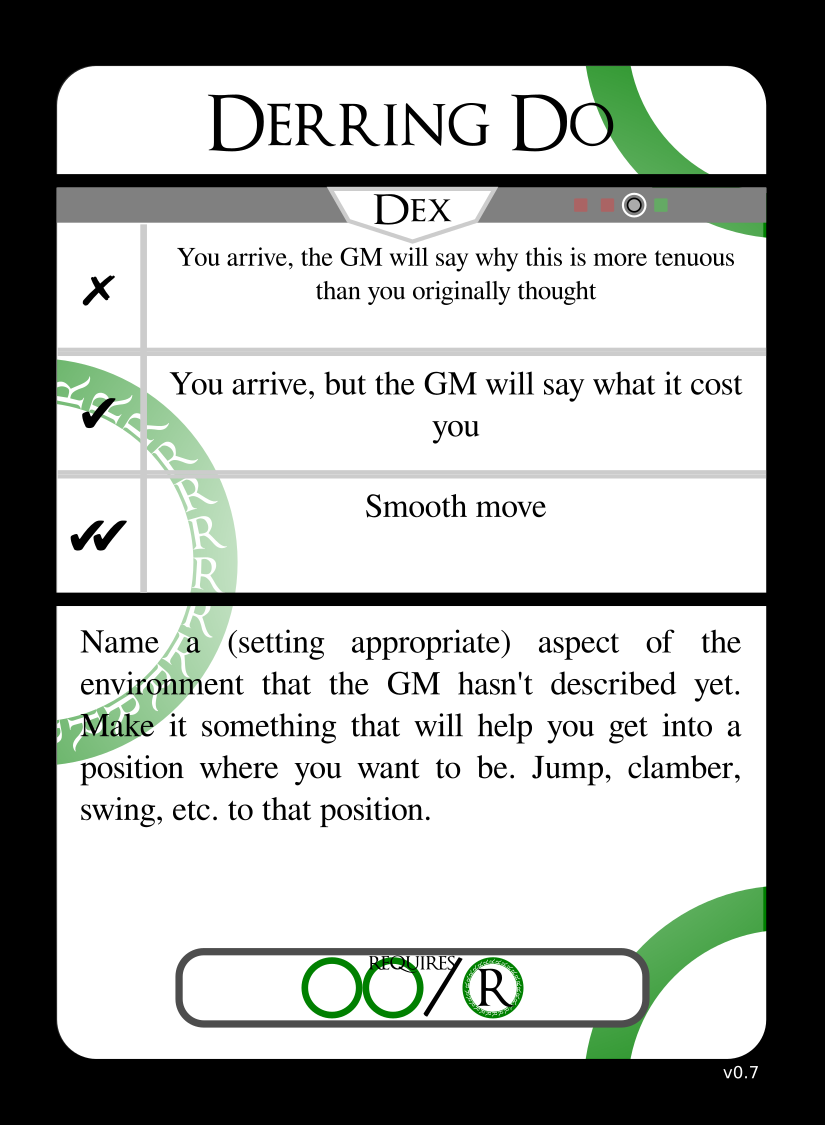 Derring Do
Dex
✗
You arrive, the GM will say why this is more tenuous
than you originally thought
✔
You arrive, but the GM will say what it cost
you
✔✔
Smooth move
R R R R R R R R R R R R
Name a (setting appropriate) aspect of the
environment that the GM hasn't described yet.
Make it something that will help you get into a
position where you want to be. Jump, clamber,
swing, etc. to that position.
REQUIRES
/ R
v0.7